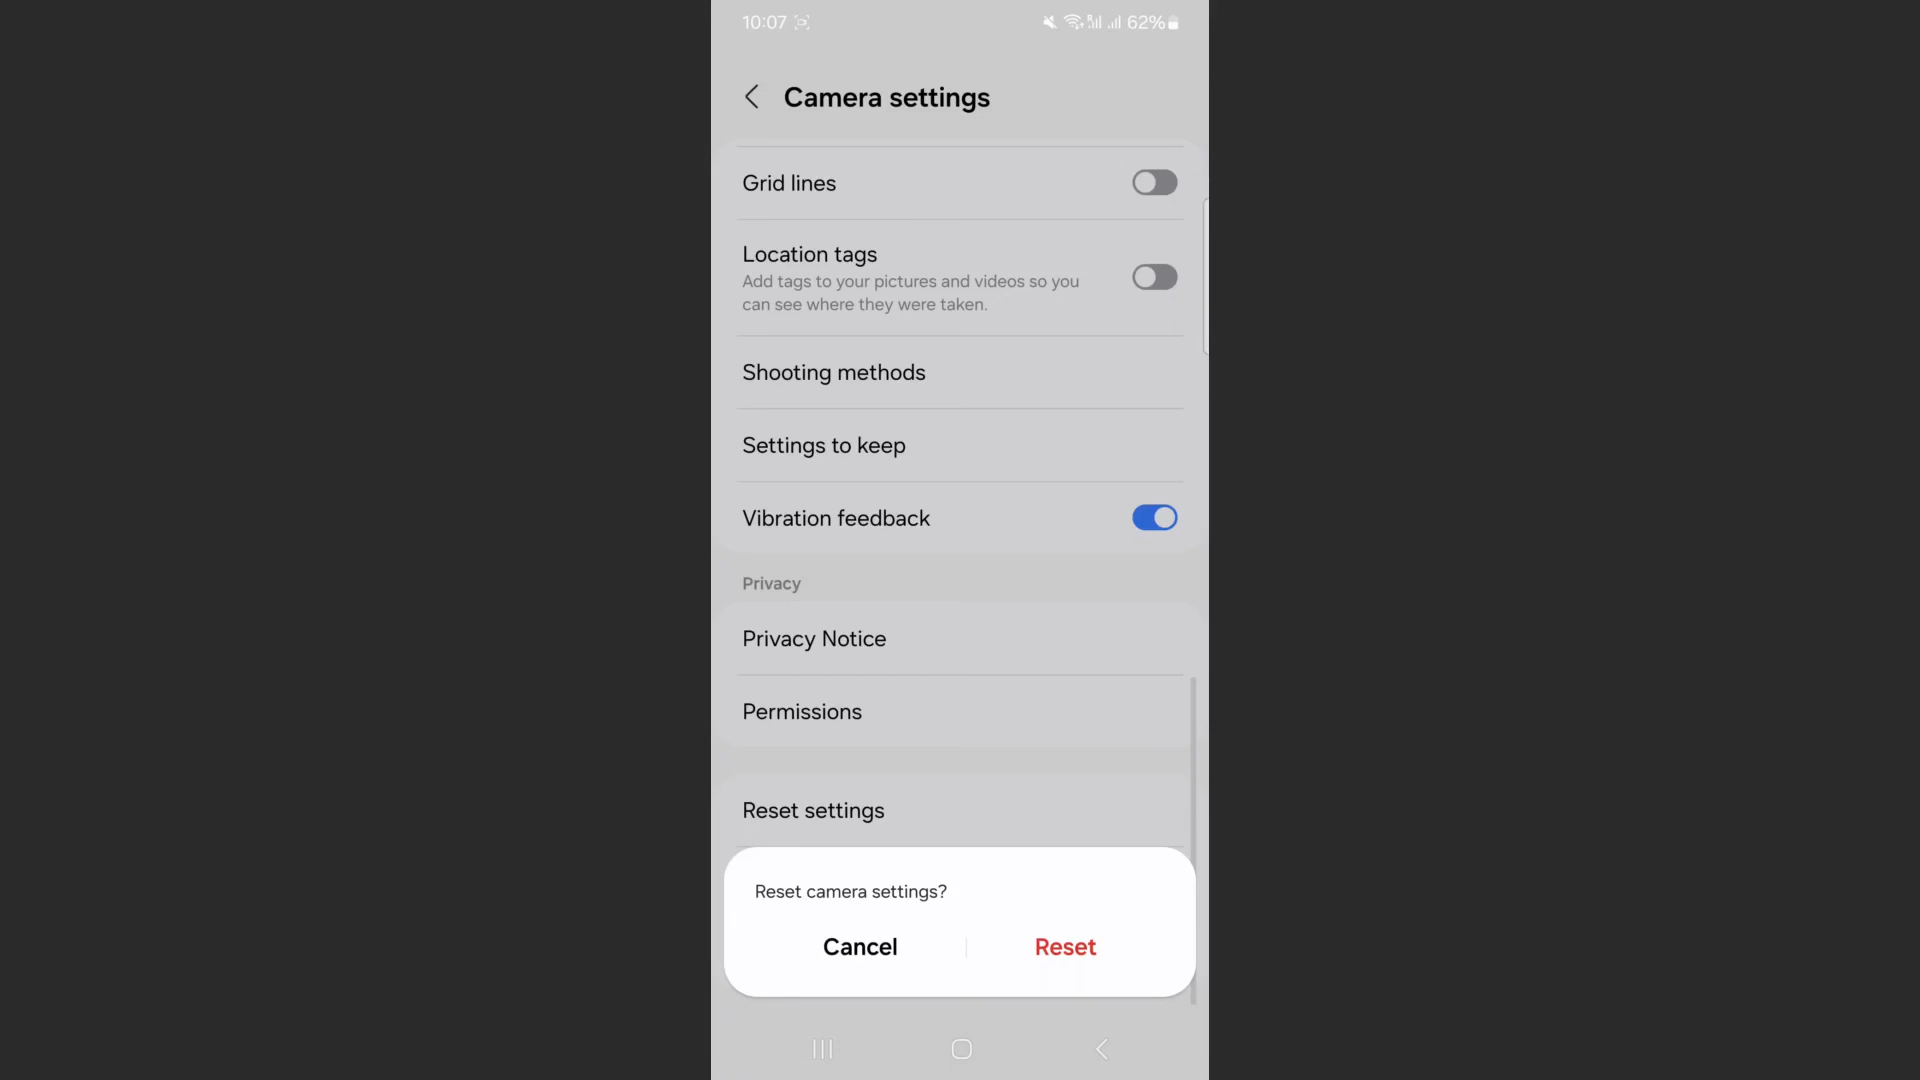 10:07
62%
Camera settings
Grid lines
Location tags
Add tags to your pictures and videos so you
can see where they were taken.
Shooting methods
Settings to keep
Vibration feedback
Privacy
Privacy Notice
Permissions
Reset settings
Reset camera settings?
Cancel
Reset